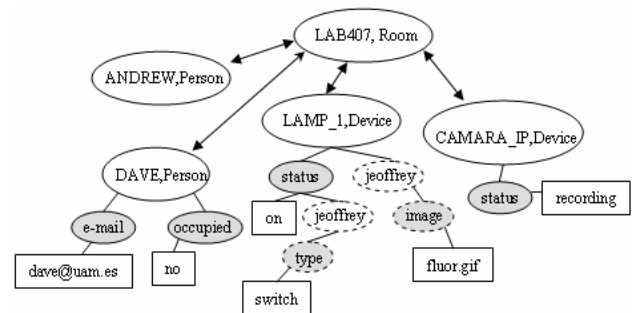 LAB407, Room
ANDREW,Person
LAMP_1,Device
CAMARA_IP,Device
DAVE,Person
status
jeoffrey
status
recording
e-mail
occupied
on
jeoffrey
image
dave@uam.es
no
type
fluor.gif
switch